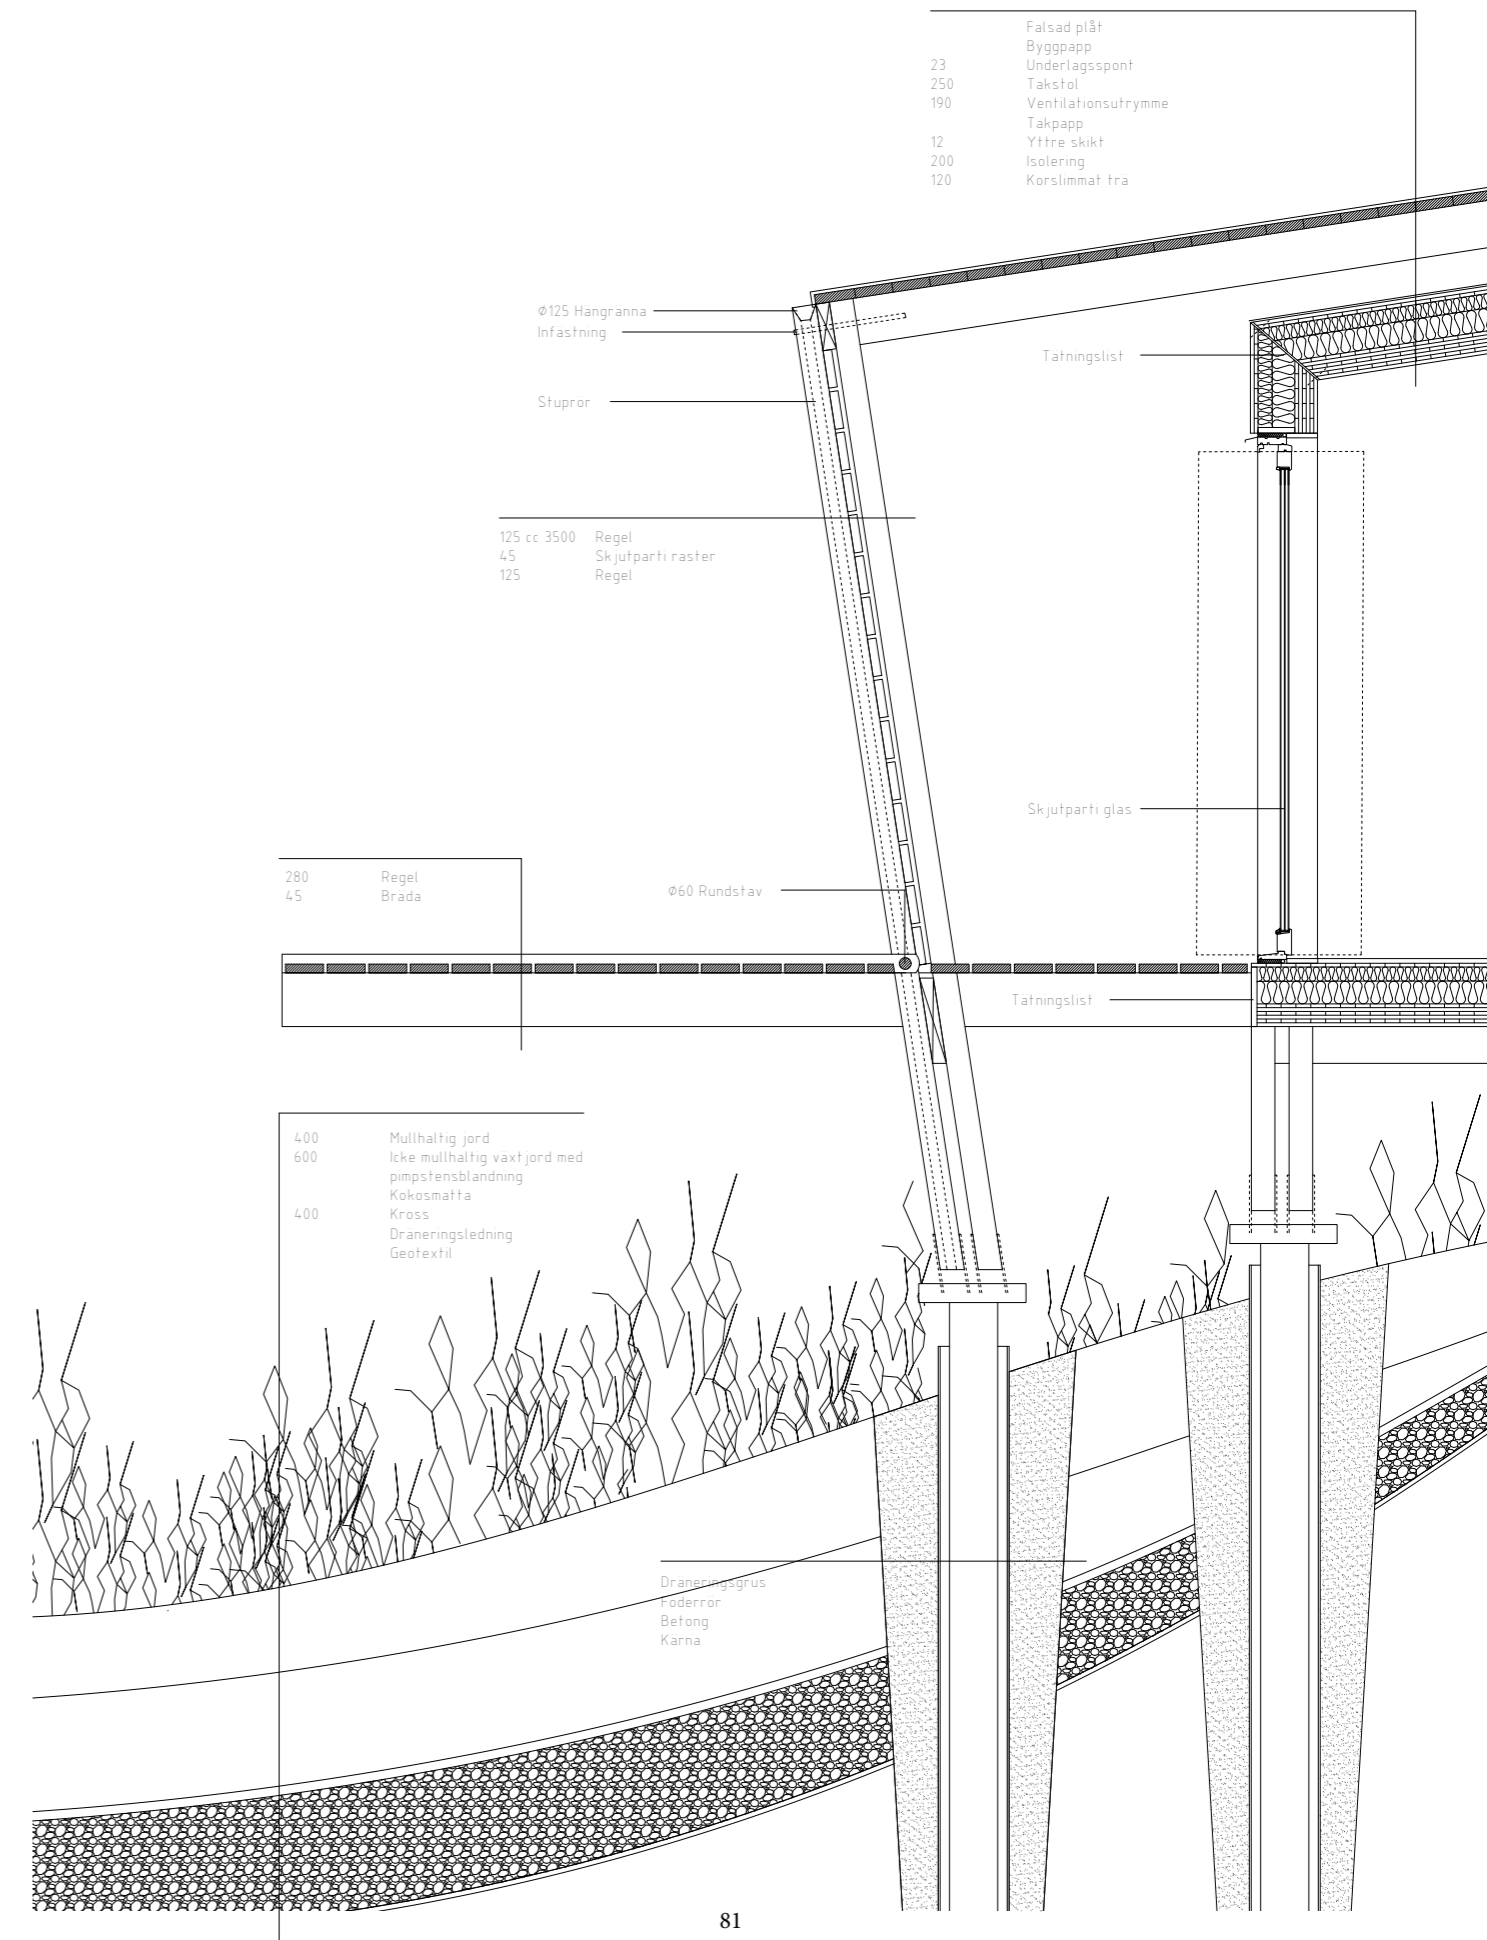 Falsad plåt
Byggpapp
23 Underlagsspont
250 Takstol
190 Ventilationsutrymme
Takpapp
12 Yttre skikt
200 Isolering
120 Korslimmat tra
Ø125 Hängränna
Infastning
Tätningslist
Stupror
125 cc 3500 Regel
45 Skjutparti raster
125 Regel
Skjutparti glas
280 Regel
45 Bräda
Ø60 Rundstav
Tatningslist
400 Mullhaltig jord
600 Icke mullhaltig vaxtjord med
pimpstensblandning
Kokosmatta
400 Kross
Draneringsledning
Geotextil
Draneringsgrus
Foderror
Betong
Karna
81